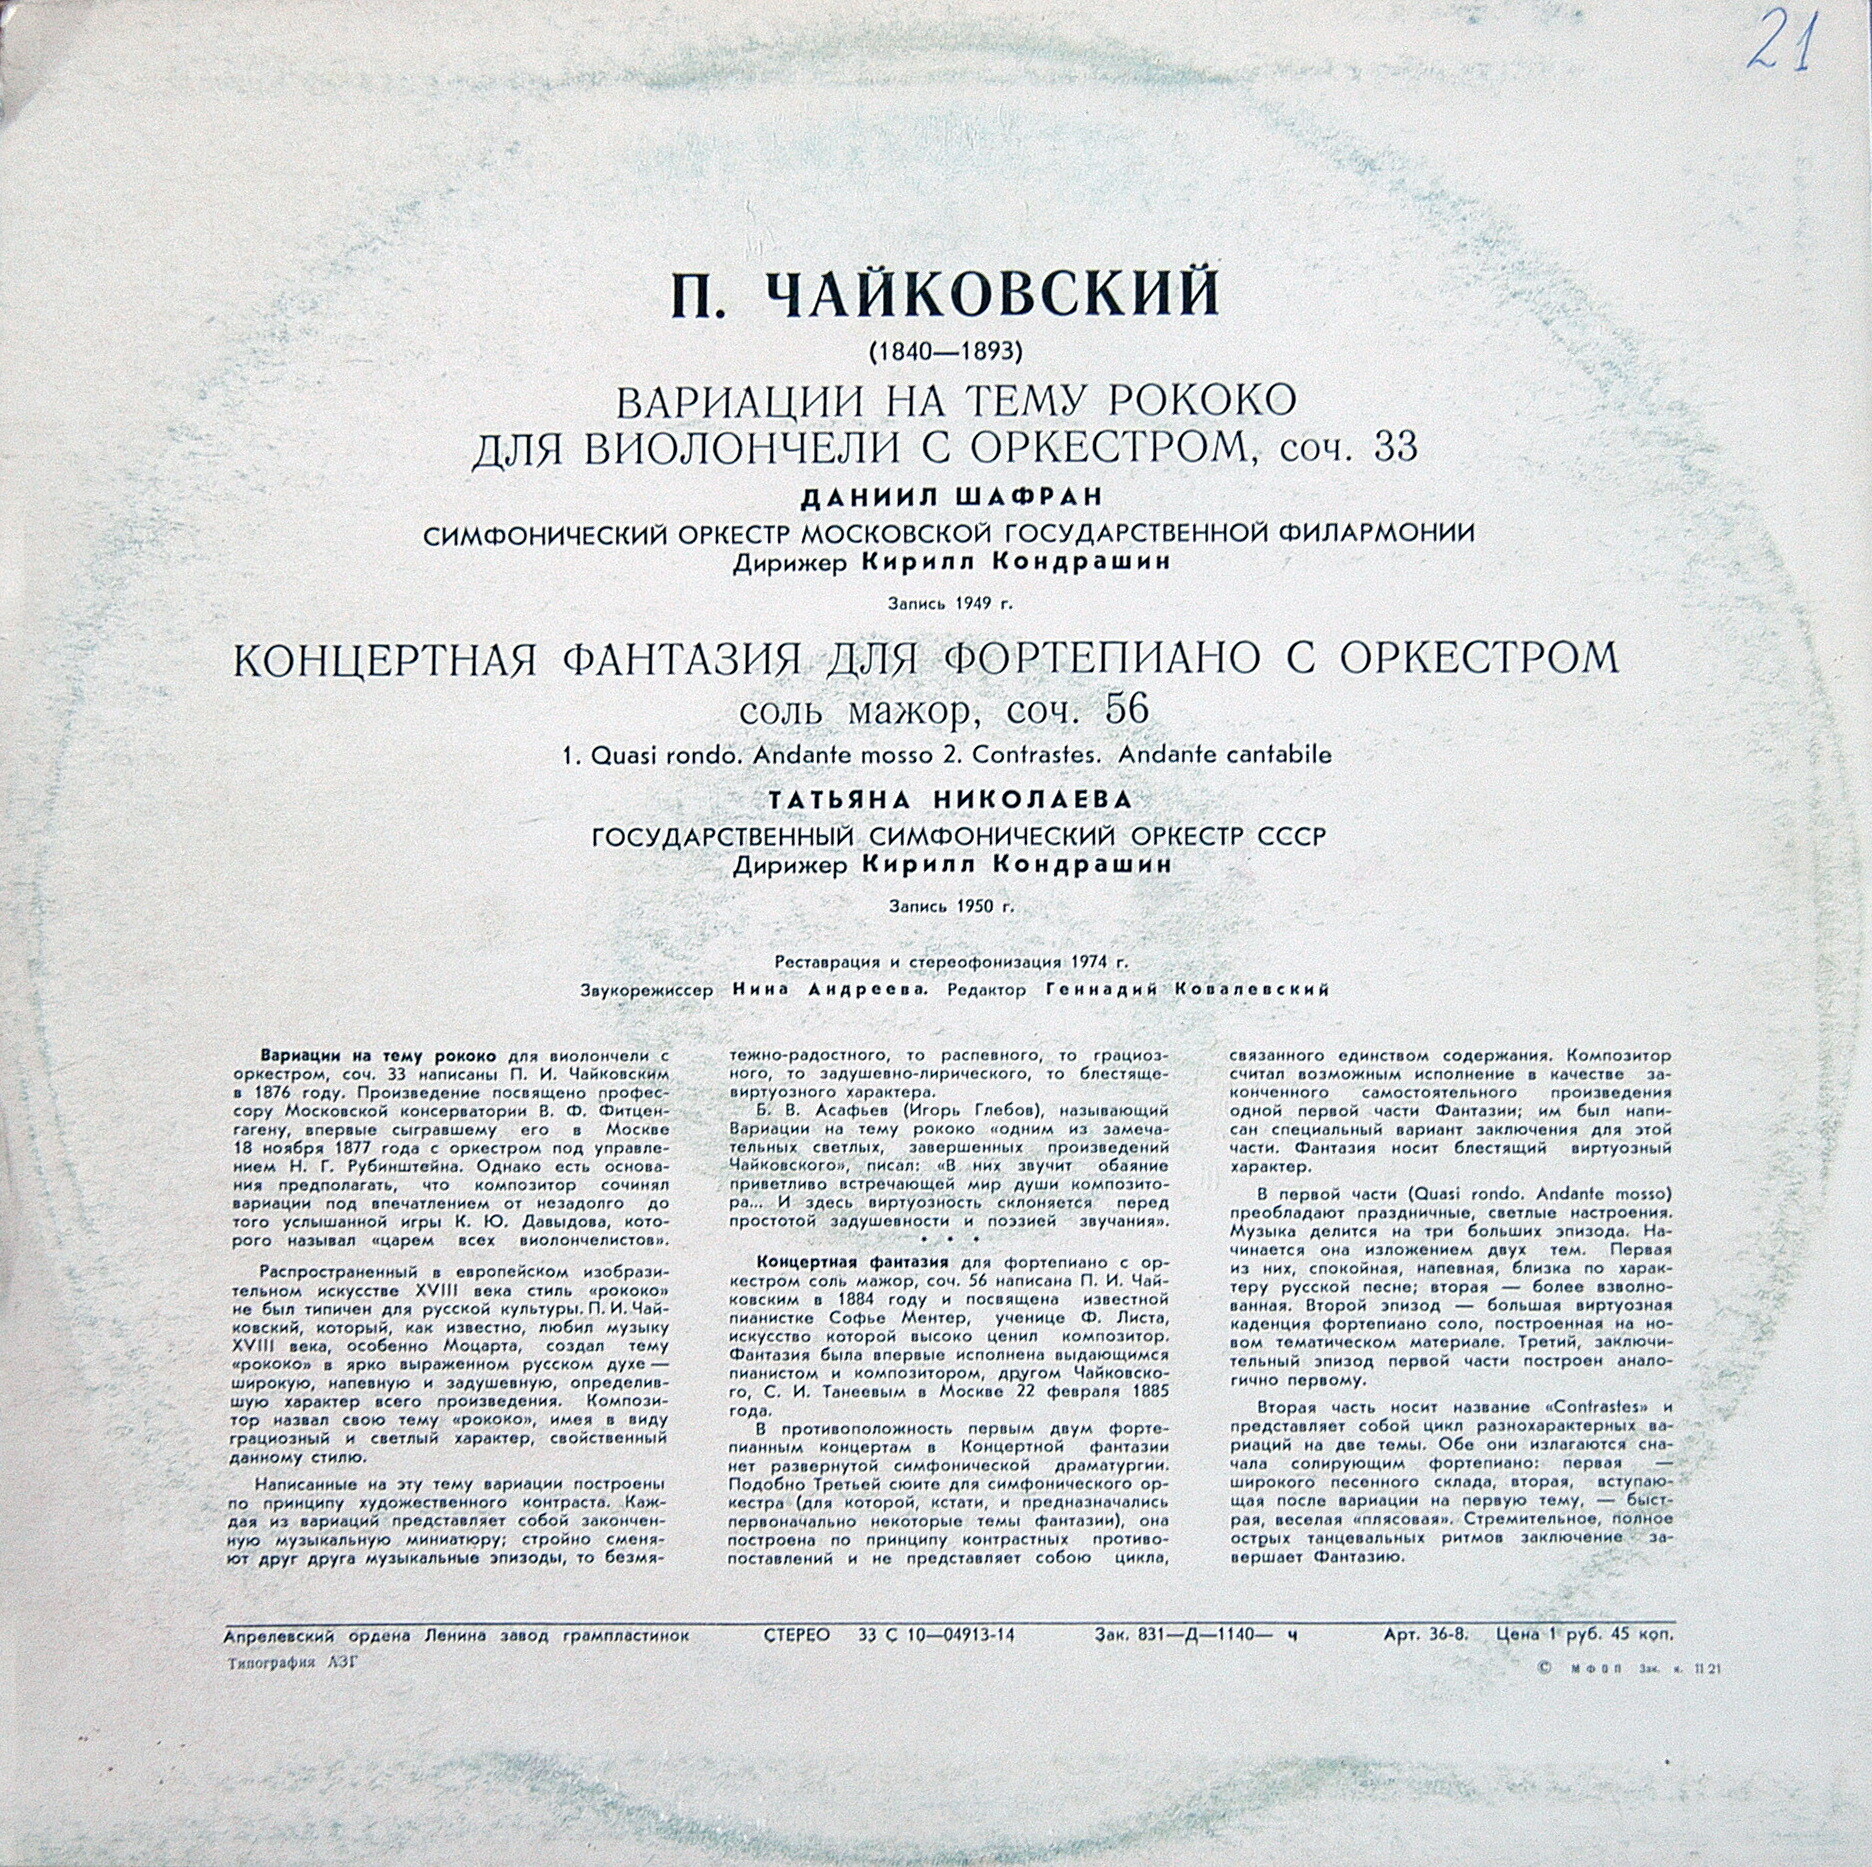 21
П. ЧАЙКОВСКИЙ
(1840—1893)
ВАРИАЦИИ НА ТЕМУ РОКОКО
ДЛЯ ВИОЛОНЧЕЛИ С ОРКЕСТРОМ, соч. 33
ДАНИИЛ ШАФРАН
СИМФОНИЧЕСКИЙ ОРКЕСТР МОСКОВСКОЙ ГОСУДАРСТВЕННОЙ ФИЛАРМОНИИ
Дирижер Кирилл Кондрашин
Запись 1949 г.
КОНЦЕРТНАЯ ФАНТАЗИЯ ДЛЯ ФОРТЕПИАНО С ОРКЕСТРОМ
соль мажор, соч. 56
1. Quasi rondo. Andante mosso 2. Contrastes. Andante cantabile
ТАТЬЯНА НИКОЛАЕВА
ГОСУДАРСТВЕННЫЙ СИМФОНИЧЕСКИЙ ОРКЕСТР СССР
Дирижер Кирилл Кондрашин
Запись 1950 г.
Реставрация и стереофонизация 1974 г.
Звукорежиссер Нина Андреева. Редактор Геннадий Ковалевский
Вариации на тему рококо для виолончели с
оркестром, соч. 33 написаны П. И. Чайковским
в 1876 году. Произведение посвящено профес-
сору Московской консерватории В. Ф. Фитцен-
гагену, впервые сыгравшему его в Москве
18 ноября 1877 года с оркестром под управле-
нием Н. Г. Рубинштейна. Однако есть основа-
ния предполагать, что композитор сочинял
вариации под впечатлением от незадолго до
того услышанной игры К. Ю. Давыдова, кото-
рого называл «царем всех виолончелистов».
Распространенный в европейском изобрази-
тельном искусстве XVIII века стиль «рококо»
не был типичен для русской культуры. П. И. Чай-
ковский, который, как известно, любил музыку
XVIII века, особенно Моцарта, создал тему
«рококо» в ярко выраженном русском духе —
широкую, напевную и задушевную, определив-
шую характер всего произведения. Компози-
тор назвал свою тему «рококо», имея в виду
грациозный и светлый характер, свойственный
данному стилю.
Написанные на эту тему вариации построены
по принципу художественного контраста. Каж-
дая из вариаций представляет собой закончен-
ную музыкальную миниатюру; стройно сменя-
ют друг друга музыкальные эпизоды, то безмя-
тежно-радостного, то распевного, то грациоз-
ного, то задушевно-лирического, то блестяще-
виртуозного характера.
Б. В. Асафьев (Игорь Глебов), называющий
Вариации на тему рококо «одним из замеча-
тельных светлых, завершенных произведений
Чайковского», писал: «В них звучит обаяние
приветливо встречающей мир души композито-
ра... И здесь виртуозность склоняется перед
простотой задушевности и поэзией звучания».
• • •
Концертная фантазия для фортепиано с ор-
кестром соль мажор, соч. 56 написана П. И. Чай-
ковским в 1884 году и посвящена известной
пианистке Софье Ментер, ученице Ф. Листа,
искусство которой высоко ценил композитор.
Фантазия была впервые исполнена выдающимся
пианистом и композитором, другом Чайковско-
го, С. И. Танеевым в Москве 22 февраля 1885
года.
В противоположность первым двум форте-
пианным концертам в Концертной фантазии
нет развернутой симфонической драматургии.
Подобно Третьей сюите для симфонического ор-
кестра (для которой, кстати, и предназначались
первоначально некоторые темы фантазии), она
построена по принципу контрастных противо-
поставлений и не представляет собою цикла,
связанного единством содержания. Композитор
считал возможным исполнение в качестве за-
конченного самостоятельного произведения
одной первой части Фантазии; им был напи-
сан специальный вариант заключения для этой
части. Фантазия носит блестящий виртуозный
характер.
В первой части (Quasi rondo. Andante mosso)
преобладают праздничные, светлые настроения.
Музыка делится на три больших эпизода. На-
чинается она изложением двух тем. Первая
из них, спокойная, напевная, близка по харак-
теру русской песне; вторая — более взволно-
ванная. Второй эпизод — большая виртуозная
каденция фортепиано соло, построенная на но-
вом тематическом материале. Третий, заключи-
тельный эпизод первой части построен анало-
гично первому.
Вторая часть носит название «Contrastes» и
представляет собой цикл разнохарактерных ва-
риаций на две темы. Обе они излагаются сна-
чала солирующим фортепиано: первая —
широкого песенного склада, вторая, вступаю-
щая после вариации на первую тему, — быст-
рая, веселая «плясовая». Стремительное, полное
острых танцевальных ритмов заключение за-
вершает Фантазию.
Апрелевский ордена Ленина завод грампластинок СТЕРЕО 33 С 10—04913-14 Зак. 831—Д—1140— ч Арт. 36-8. Цена 1 руб. 45 коп.
Типография АЗГ © МФОП Зак. к. 1121